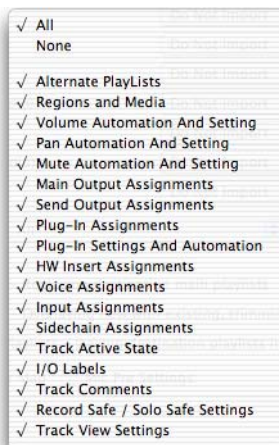 √ All
None
√ Alternate PlayLists
√ Regions and Media
√ Volume Automation And Setting
√ Pan Automation And Setting
√ Mute Automation And Setting
√ Main Output Assignments
√ Send Output Assignments
√ Plug-In Assignments
√ Plug-In Settings And Automation
√ HW Insert Assignments
√ Voice Assignments
√ Input Assignments
√ Sidechain Assignments
√ Track Active State
√ I/O Labels
√ Track Comments
√ Record Safe / Solo Safe Settings
√ Track View Settings